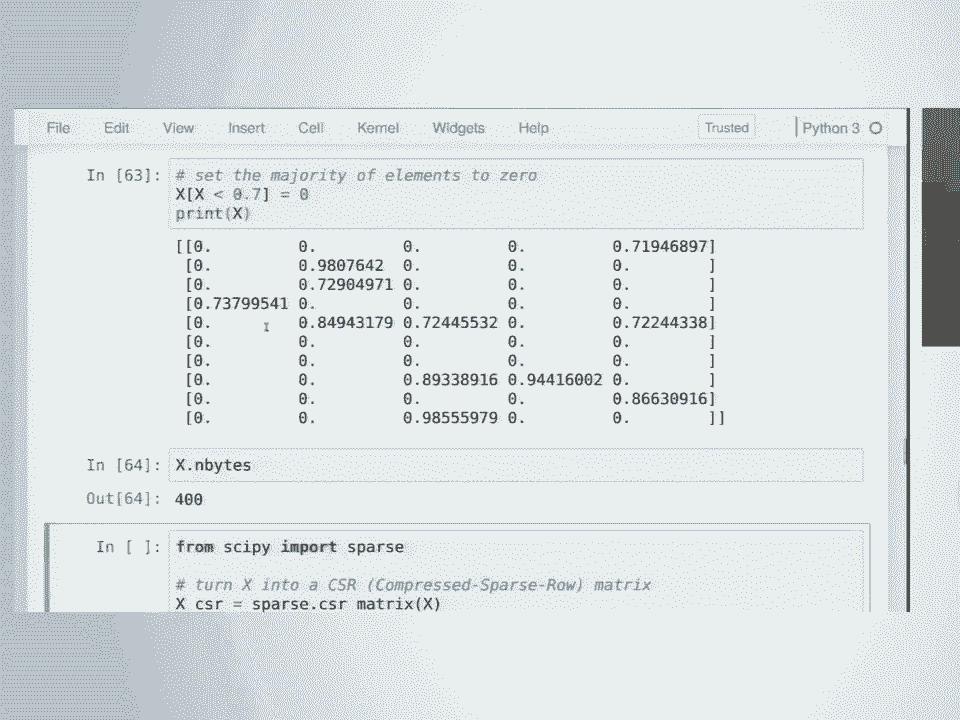 File Edit View Insert Cell Kernel Widgets Help Trusted Python 3
In [63]: # set the majority of elements to zero
X[X < 0.7] = 0
print(X)
[[0. 0. 0. 0. 0.71946897]
[0. 0.9807642 0. 0. 0. ]
[0. 0.72904971 0. 0. 0. ]
[0.73799541 0. 0. 0. 0. ]
[0. 0.84943179 0.72445532 0. 0.72244338]
[0. 0. 0. 0. 0. ]
[0. 0. 0. 0. 0. ]
[0. 0. 0.89338916 0.94416002 0. ]
[0. 0. 0. 0. 0.86630916]
[0. 0. 0.98555979 0. 0. ]]
In [64]: X.nbytes
Out[64]: 400
In [ ]: from scipy import sparse
# turn X into a CSR (Compressed-Sparse-Row) matrix
X_csr = sparse.csr_matrix(X)